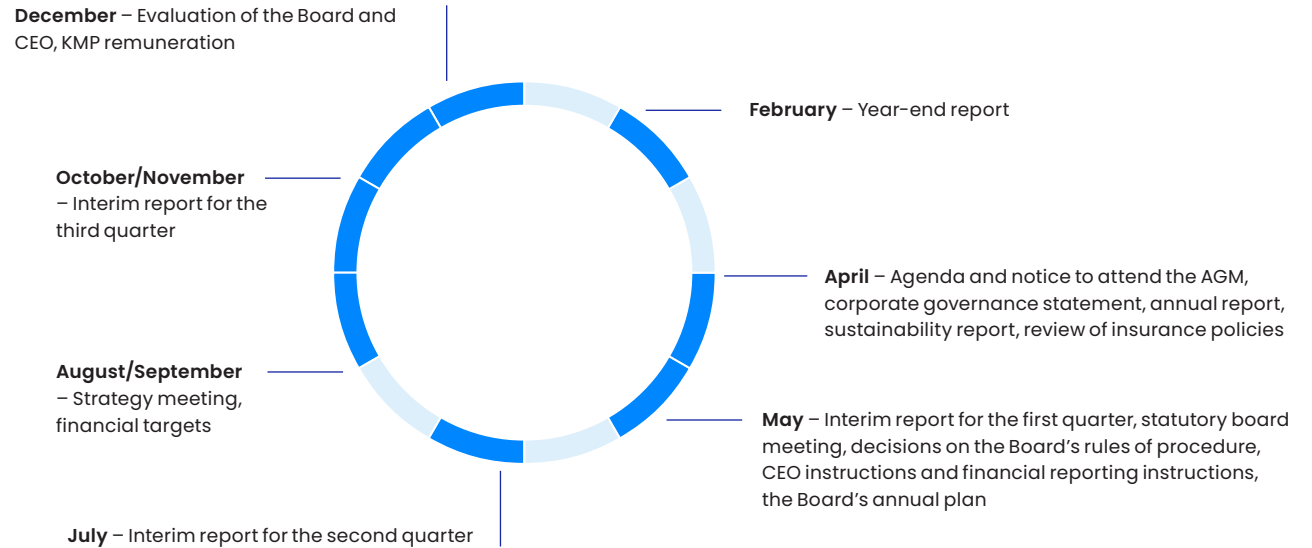 December – Evaluation of the Board and
CEO, KMP remuneration
February – Year-end report
October/November
– Interim report for the
third quarter
April – Agenda and notice to attend the AGM,
corporate governance statement, annual report,
sustainability report, review of insurance policies
August/September
– Strategy meeting,
financial targets
May – Interim report for the first quarter, statutory board
meeting, decisions on the Board’s rules of procedure,
CEO instructions and financial reporting instructions,
the Board’s annual plan
July – Interim report for the second quarter